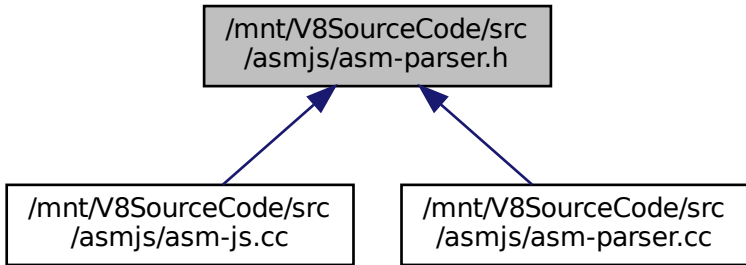 /mnt/V8SourceCode/src
/asmjs/asm-parser.h
/mnt/V8SourceCode/src
/asmjs/asm-js.cc
/mnt/V8SourceCode/src
/asmjs/asm-parser.cc